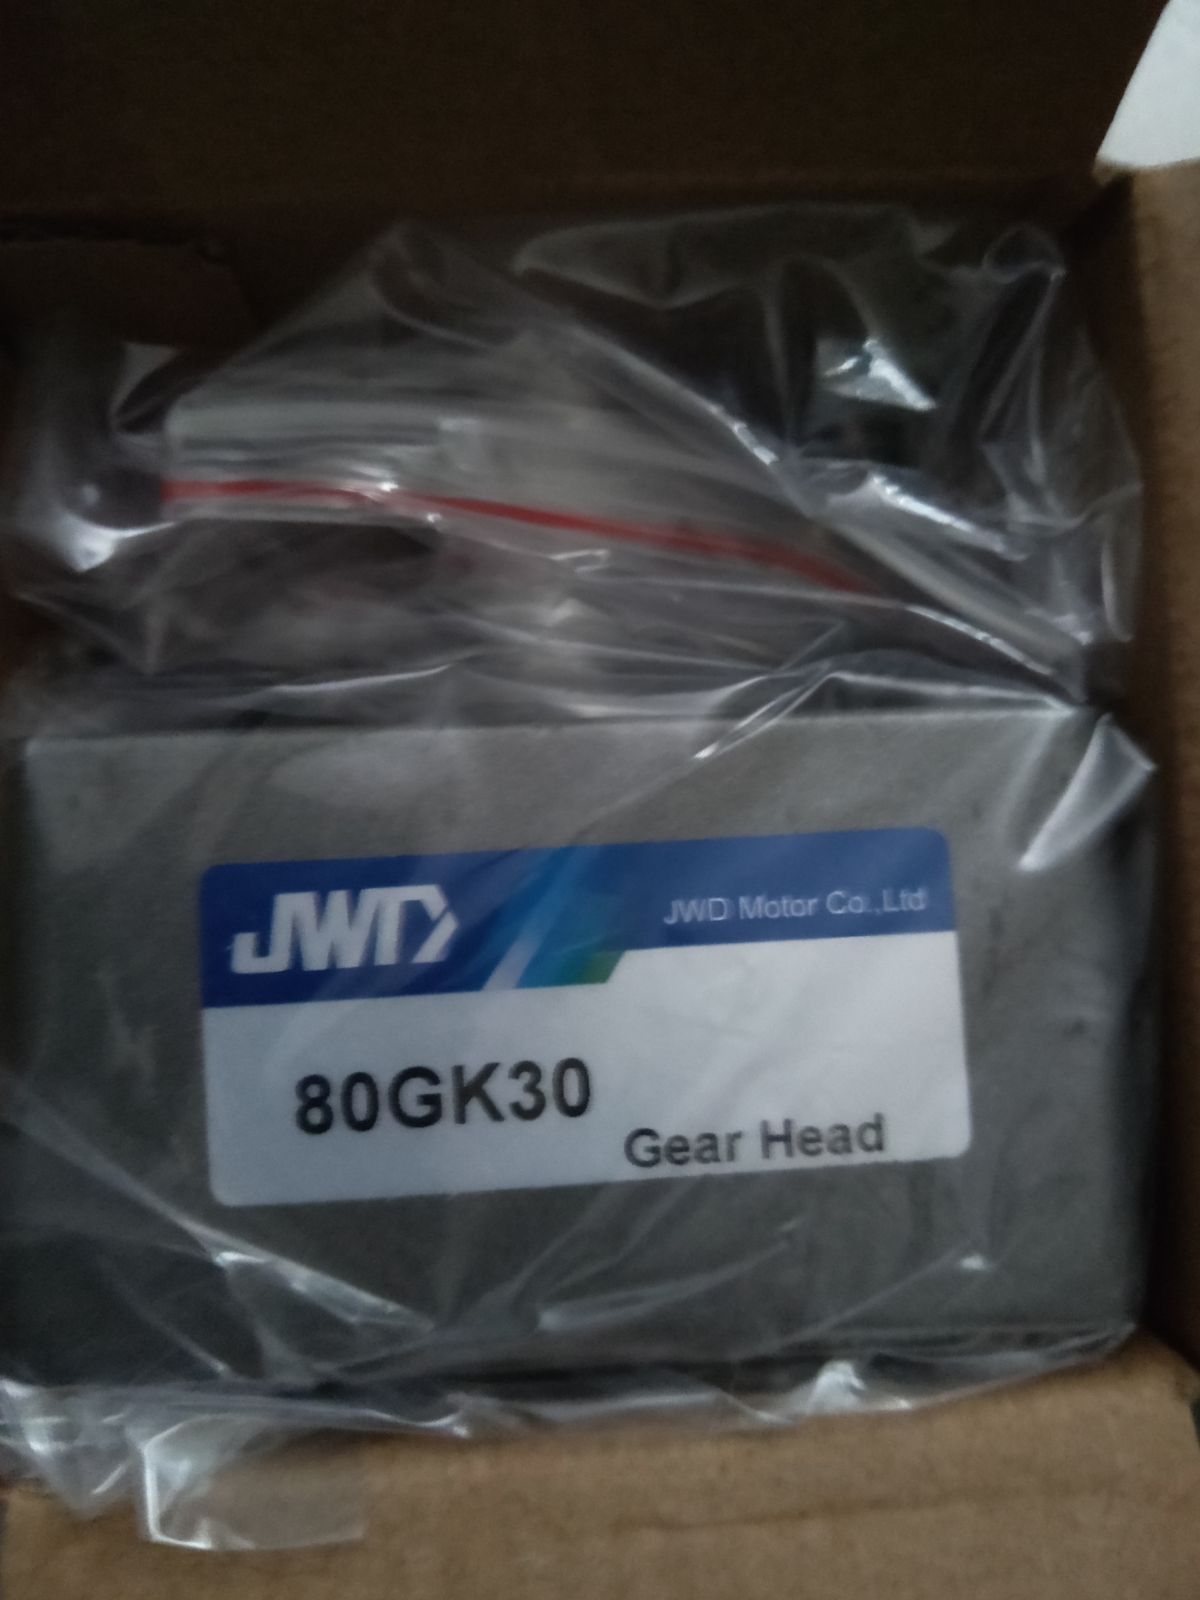 JWD
JWD Motor Co.,Ltd
80GK30
Gear Head